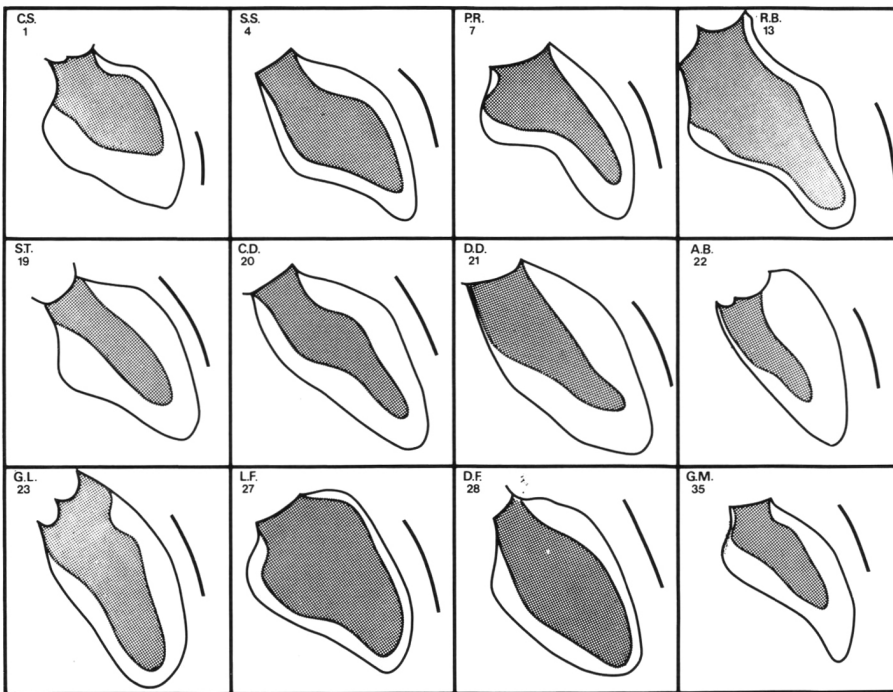 C.S.
1
S.S.
4
P.R.
7
R.B.
13
S.T.
19
C.D.
20
D.D.
21
A.B.
22
G.L.
23
L.F.
27
D.F.
28
G.M.
35